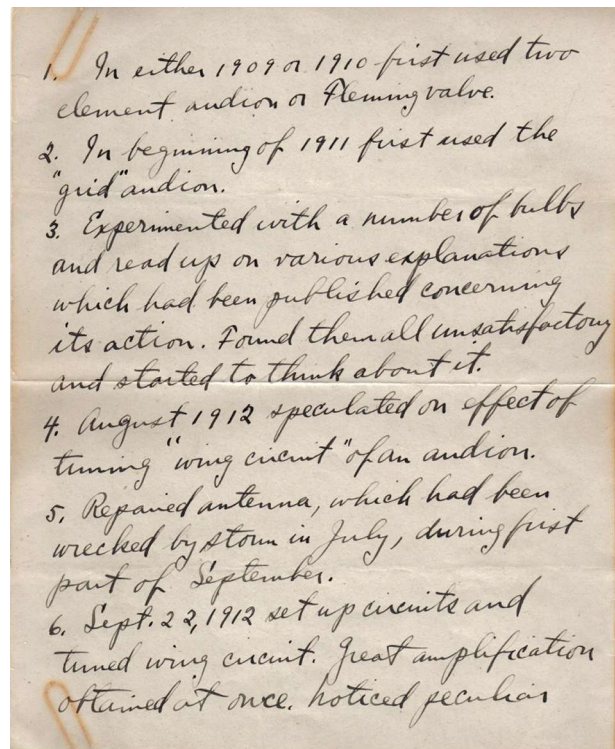 1. In either 1909 or 1910 first used two
element audion or Fleming valve.
2. In beginning of 1911 first used the
"grid" audion.
3. Experimented with a number of bulbs
and read up on various explanations
which had been published concerning
its action. Found them all unsatisfactory
and started to think about it.
4. August 1912 speculated on effect of
tuning "wing circuit" of an audion.
5. Repaired antenna, which had been
wrecked by storm in July, during first
part of September.
6. Sept. 22, 1912 set up circuits and
tuned wing circuit. Great amplification
obtained at once. Noticed peculiar